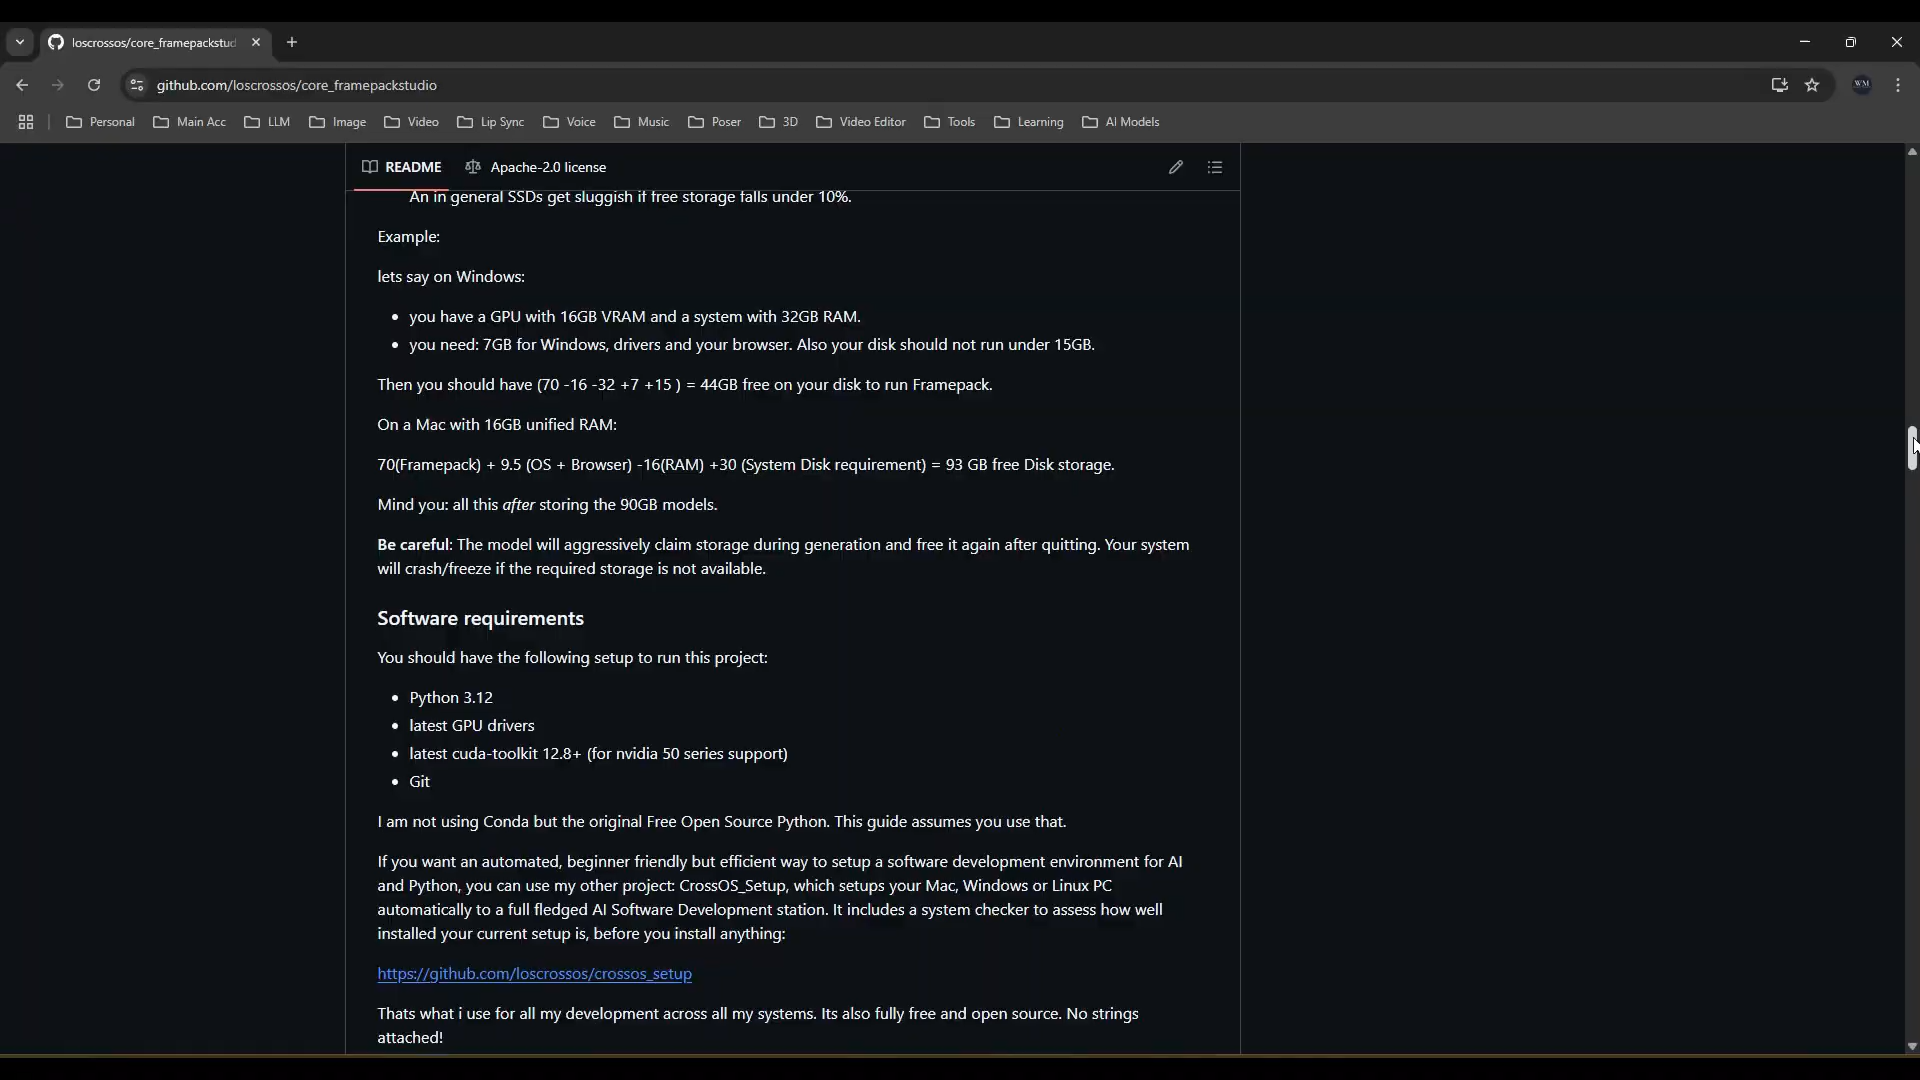 loscrossos/core_framepackstud
github.com/loscrossos/core_framepackstudio
WM
Personal Main Acc LLM Image Video Lip Sync Voice Music Poser 3D Video Editor Tools Learning AI Models
README Apache-2.0 license
An in general SSDs get sluggish if free storage falls under 10%.
Example:
lets say on Windows:
• you have a GPU with 16GB VRAM and a system with 32GB RAM.
• you need: 7GB for Windows, drivers and your browser. Also your disk should not run under 15GB.
Then you should have (70 -16 -32 +7 +15 ) = 44GB free on your disk to run Framepack.
On a Mac with 16GB unified RAM:
70(Framepack) + 9.5 (OS + Browser) -16(RAM) +30 (System Disk requirement) = 93 GB free Disk storage.
Mind you: all this after storing the 90GB models.
Be careful: The model will aggressively claim storage during generation and free it again after quitting. Your system
will crash/freeze if the required storage is not available.
Software requirements
You should have the following setup to run this project:
• Python 3.12
• latest GPU drivers
• latest cuda-toolkit 12.8+ (for nvidia 50 series support)
• Git
I am not using Conda but the original Free Open Source Python. This guide assumes you use that.
If you want an automated, beginner friendly but efficient way to setup a software development environment for AI
and Python, you can use my other project: CrossOS_Setup, which setups your Mac, Windows or Linux PC
automatically to a full fledged AI Software Development station. It includes a system checker to assess how well
installed your current setup is, before you install anything:
https://github.com/loscrossos/crossos_setup
Thats what i use for all my development across all my systems. Its also fully free and open source. No strings
attached!